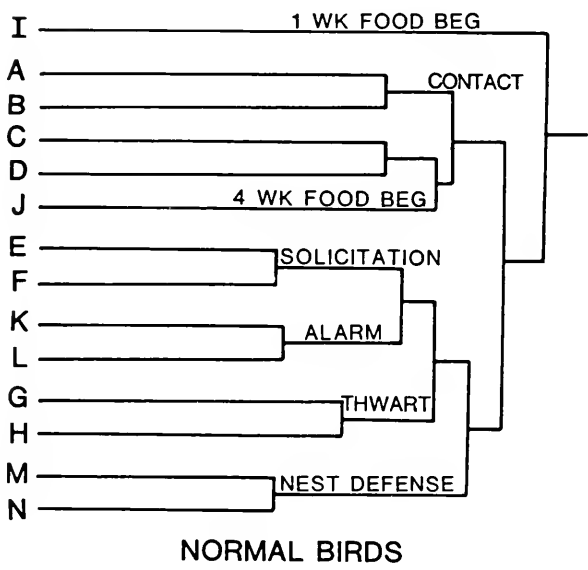 I 1 WK FOOD BEG
A
CONTACT
B
C
D
J 4 WK FOOD BEG
E SOLICITATION
F
K
ALARM
L
G
THWART
H
M
NEST DEFENSE
N
NORMAL BIRDS